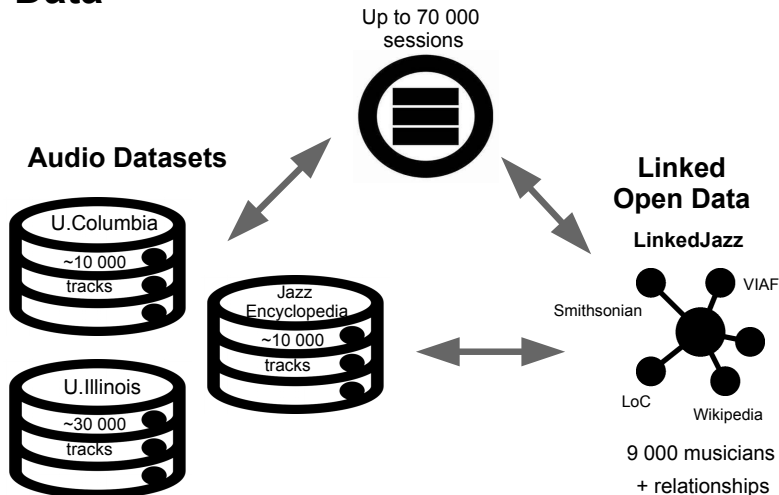 Data
Up to 70 000
sessions
Audio Datasets
U.Columbia
~10 000
tracks
Jazz
Encyclopedia
~10 000
tracks
U.Illinois
~30 000
tracks
Linked
Open Data
LinkedJazz
VIAF
Smithsonian
LoC
Wikipedia
9 000 musicians
+ relationships